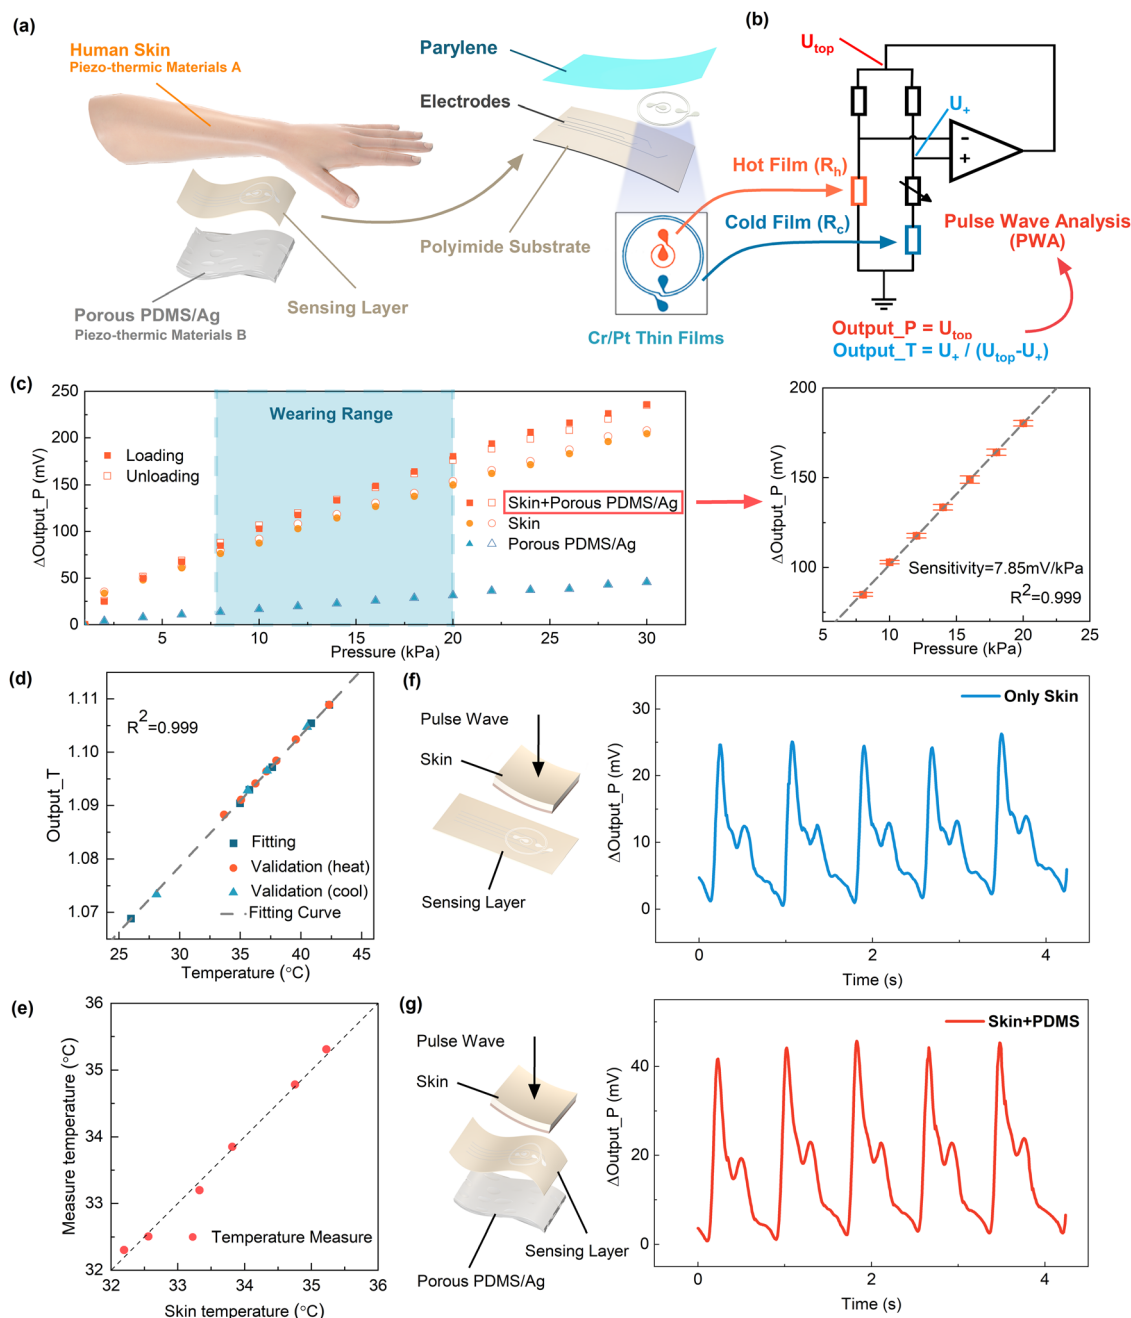 (a)
Human Skin
Piezo-thermic Materials A
Parylene
Electrodes
Polyimide Substrate
Sensing Layer
Porous PDMS/Ag
Piezo-thermic Materials B
Hot Film (Rh)
Cold Film (Rc)
Cr/Pt Thin Films
(b)
Utop
U+
-
+
Pulse Wave Analysis
(PWA)
Output_P = Utop
Output_T = U+ / (Utop-U+)
(c)
250
200
150
100
50
0
ΔOutput_P (mV)
Wearing Range
Loading
Unloading
Skin+Porous PDMS/Ag
Skin
Porous PDMS/Ag
5
10
15
20
25
30
Pressure (kPa)
200
150
100
ΔOutput_P (mV)
Sensitivity=7.85mV/kPa
R2=0.999
5
10
15
20
25
Pressure (kPa)
(d)
1.11
1.10
1.09
1.08
1.07
Output_T
R2=0.999
Fitting
Validation (heat)
Validation (cool)
Fitting Curve
25
30
35
40
45
Temperature (°C)
(e)
36
35
34
33
32
Measure temperature (°C)
Temperature Measure
32
33
34
35
36
Skin temperature (°C)
(f)
Pulse Wave
Skin
Sensing Layer
30
20
10
0
ΔOutput_P (mV)
Only Skin
0
2
4
Time (s)
(g)
Pulse Wave
Skin
Sensing Layer
Porous PDMS/Ag
40
20
0
ΔOutput_P (mV)
Skin+PDMS
0
2
4
Time (s)